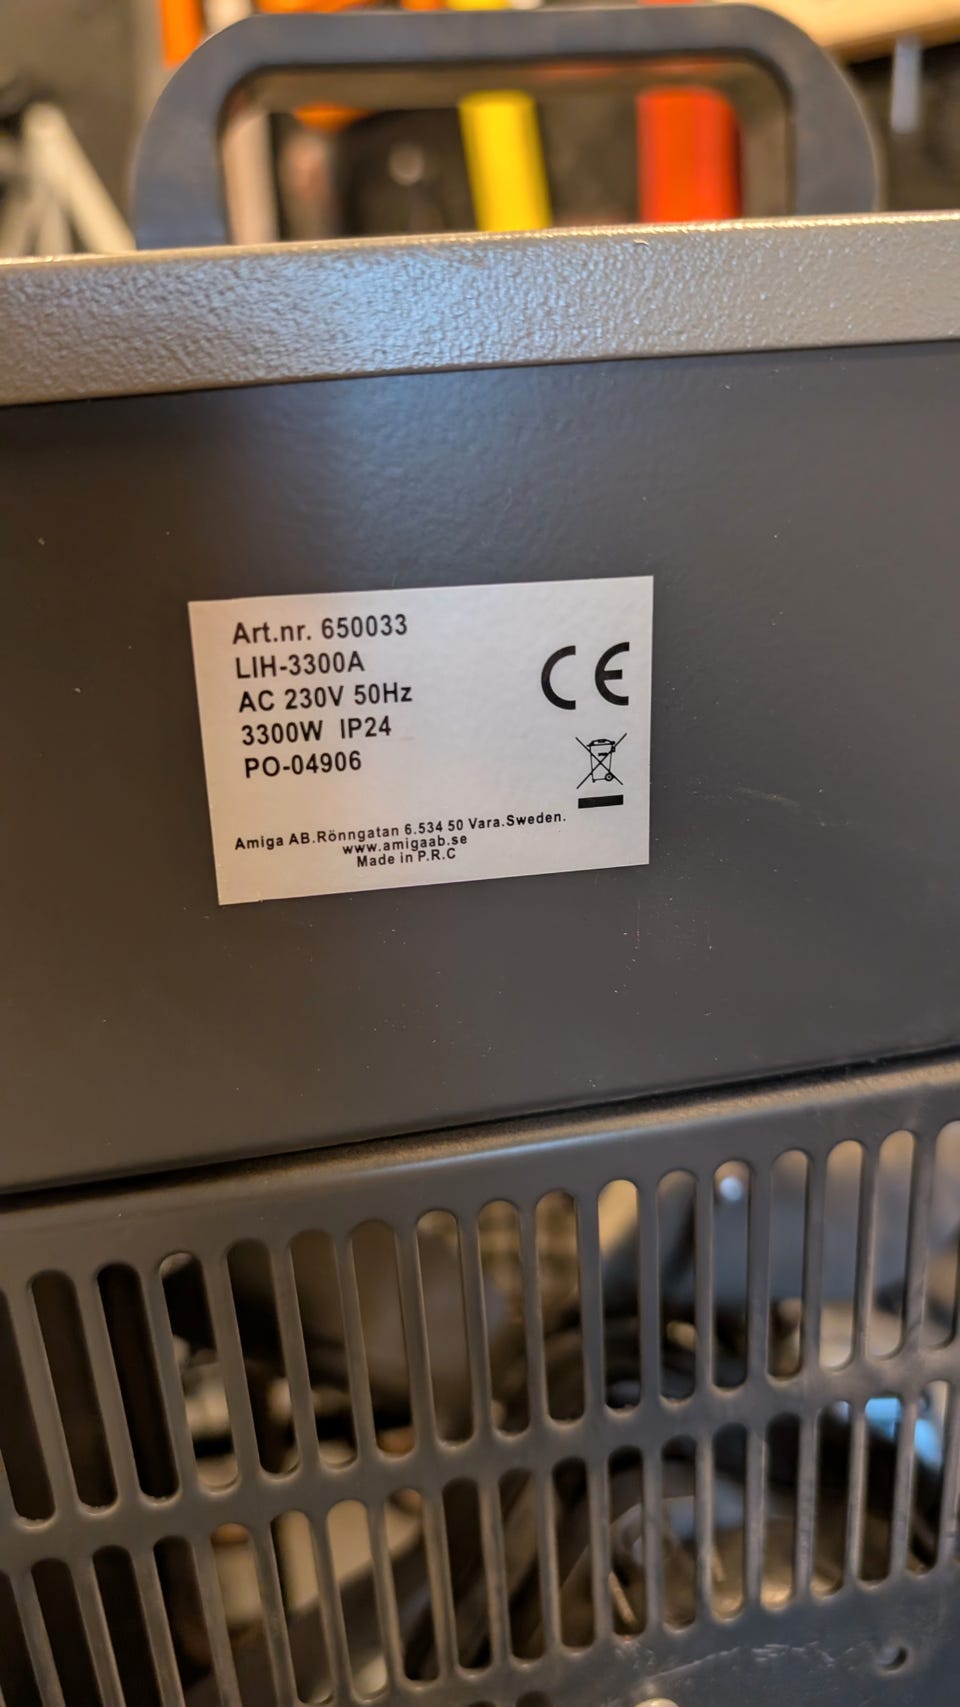 Art.nr. 650033
LIH-3300A
AC 230V 50Hz
3300W IP24
PO-04906
CE
Amiga AB.Rönngatan 6.534 50 Vara.Sweden.
www.amigaab.se
Made in P.R.C